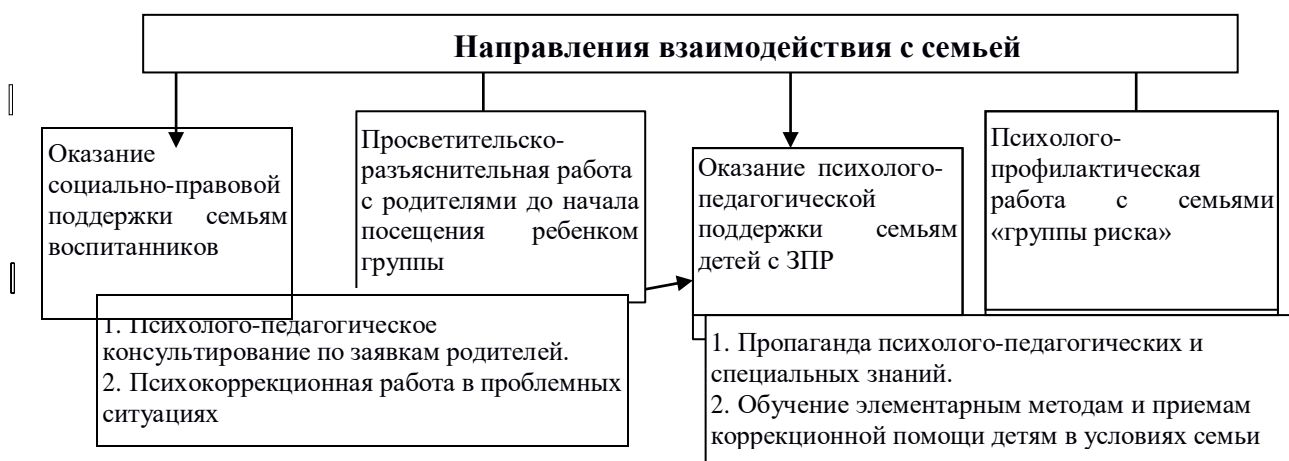 Направления взаимодействия с семьей
Оказание
социально-правовой
поддержки семьям
воспитанников
Просветительско-
разъяснительная работа
с родителями до начала
посещения ребенком
группы
Оказание психолого-
педагогической
поддержки семьям
детей с ЗПР
Психолого-
профилактическая
работа с семьями
«группы риска»
1. Психолого-педагогическое
консультирование по заявкам родителей.
2. Психокоррекционная работа в проблемных
ситуациях
1. Пропаганда психолого-педагогических и
специальных знаний.
2. Обучение элементарным методам и приемам
коррекционной помощи детям в условиях семьи